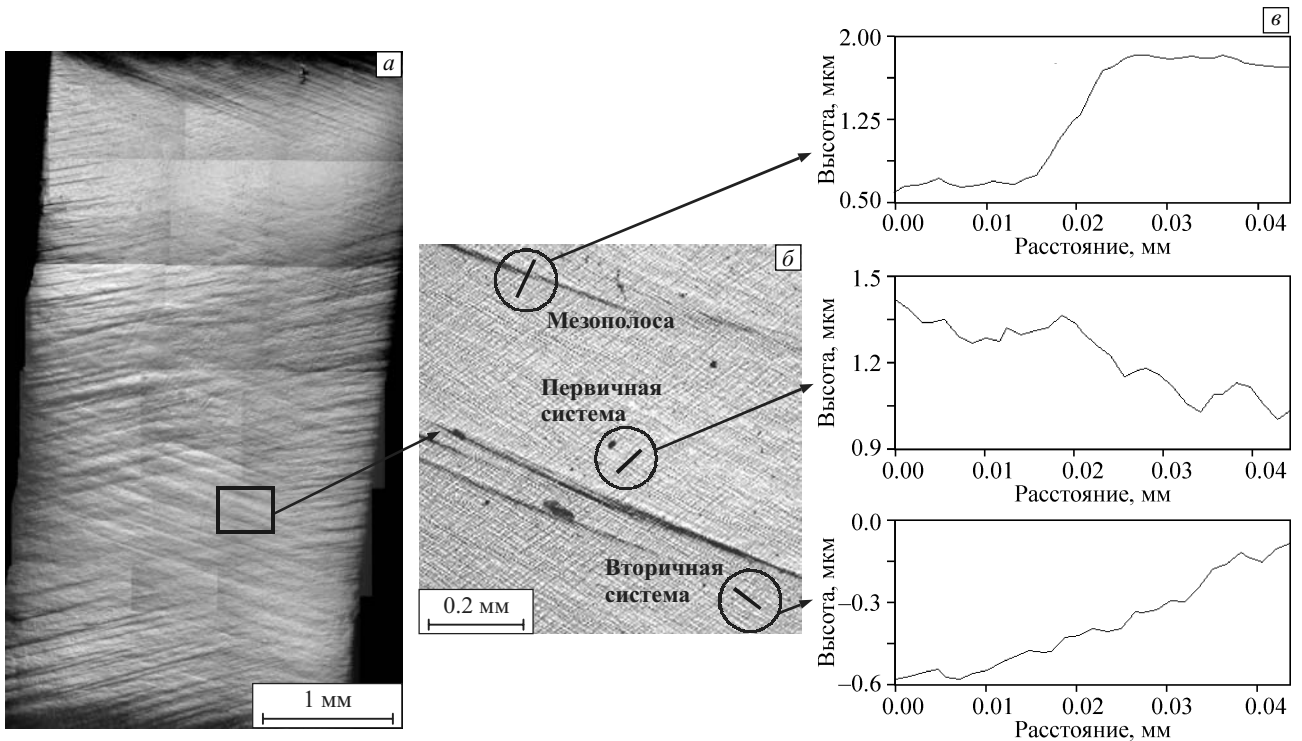 а
1 мм
б
Мезополоса
Первичная
система
Вторичная
система
0.2 мм
в
Высота, мкм
2.00
1.25
0.50
0.00 0.01 0.02 0.03 0.04
Расстояние, мм
Высота, мкм
1.5
1.2
0.9
0.00 0.01 0.02 0.03 0.04
Расстояние, мм
Высота, мкм
0.0
–0.3
–0.6
0.00 0.01 0.02 0.03 0.04
Расстояние, мм